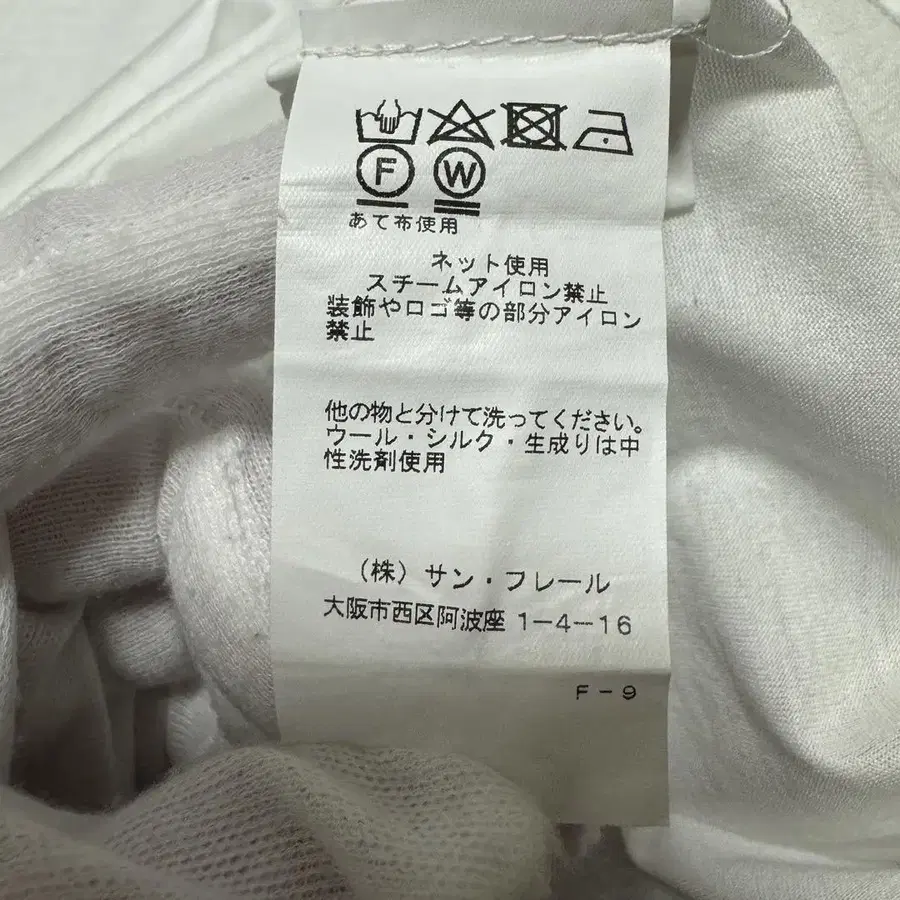 F W
あて布使用
ネット使用
スチームアイロン禁止
装飾やロゴ等の部分アイロン
禁止
他の物と分けて洗ってください。
ウール・シルク・生成りは中
性洗剤使用
(株) サン・フレール
大阪市西区阿波座 1-4-16
F-9